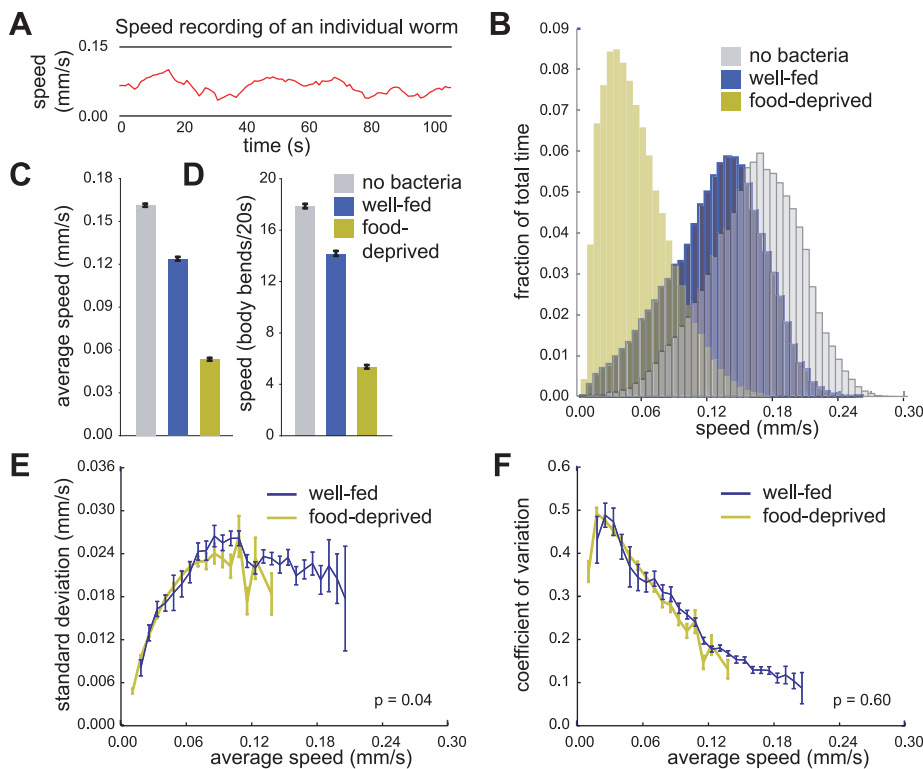 A
Speed recording of an individual worm
0.15
0.00
speed
(mm/s)
0
20
40
60
80
100
time (s)
B
0.09
0.08
0.07
0.06
0.05
0.04
0.03
0.02
0.01
0.00
fraction of total time
no bacteria
well-fed
food-deprived
0.00
0.06
0.12
0.18
0.24
0.30
speed (mm/s)
C
0.18
0.15
0.12
0.09
0.06
0.03
0.00
average speed (mm/s)
D
20
16
12
8
4
0
speed (body bends/20s)
no bacteria
well-fed
food-
deprived
E
0.036
0.030
0.024
0.018
0.012
0.006
0.000
standard deviation (mm/s)
well-fed
food-deprived
p = 0.04
0.00
0.06
0.12
0.18
0.24
0.30
average speed (mm/s)
F
0.6
0.5
0.4
0.3
0.2
0.1
0.0
coefficient of variation
well-fed
food-deprived
p = 0.60
0.00
0.06
0.12
0.18
0.24
0.30
average speed (mm/s)